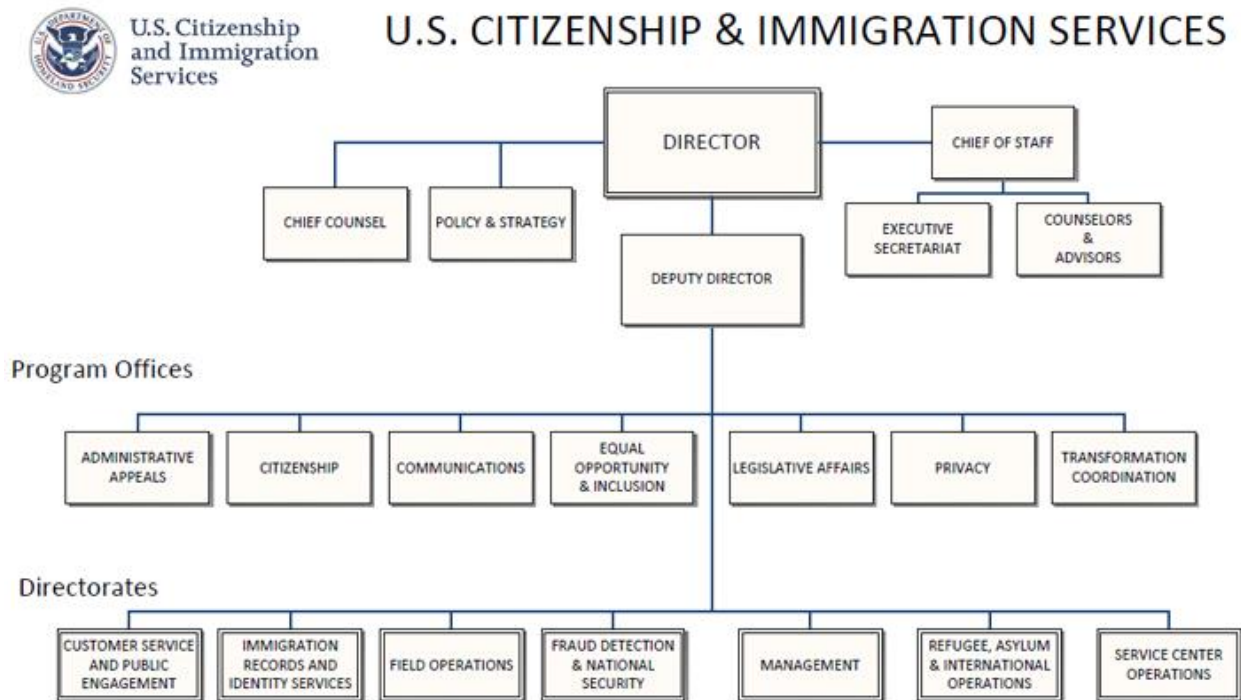 U.S. Citizenship
and Immigration
Services
U.S. CITIZENSHIP & IMMIGRATION SERVICES
DIRECTOR
CHIEF OF STAFF
CHIEF COUNSEL
POLICY & STRATEGY
EXECUTIVE
SECRETARIAT
COUNSELORS
&
ADVISORS
DEPUTY DIRECTOR
Program Offices
ADMINISTRATIVE
APPEALS
CITIZENSHIP
COMMUNICATIONS
EQUAL
OPPORTUNITY
& INCLUSION
LEGISLATIVE AFFAIRS
PRIVACY
TRANSFORMATION
COORDINATION
Directorates
CUSTOMER SERVICE
AND PUBLIC
ENGAGEMENT
IMMIGRATION
RECORDS AND
IDENTITY SERVICES
FIELD OPERATIONS
FRAUD DETECTION
& NATIONAL
SECURITY
MANAGEMENT
REFUGEE, ASYLUM
& INTERNATIONAL
OPERATIONS
SERVICE CENTER
OPERATIONS